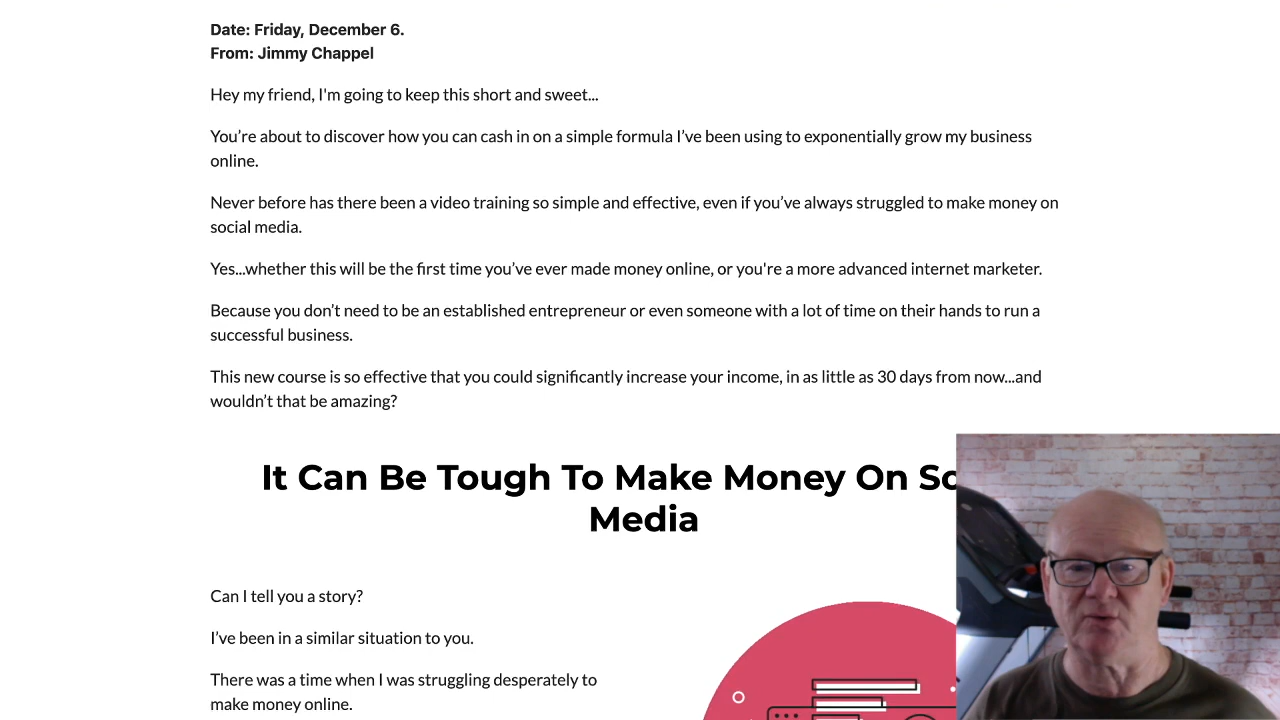 Date: Friday, December 6.
From: Jimmy Chappel
Hey my friend, I'm going to keep this short and sweet...
You’re about to discover how you can cash in on a simple formula I’ve been using to exponentially grow my business
online.
Never before has there been a video training so simple and effective, even if you’ve always struggled to make money on
social media.
Yes...whether this will be the first time you’ve ever made money online, or you're a more advanced internet marketer.
Because you don’t need to be an established entrepreneur or even someone with a lot of time on their hands to run a
successful business.
This new course is so effective that you could significantly increase your income, in as little as 30 days from now...and
wouldn’t that be amazing?
It Can Be Tough To Make Money On So
Media
Can I tell you a story?
I’ve been in a similar situation to you.
There was a time when I was struggling desperately to
make money online.